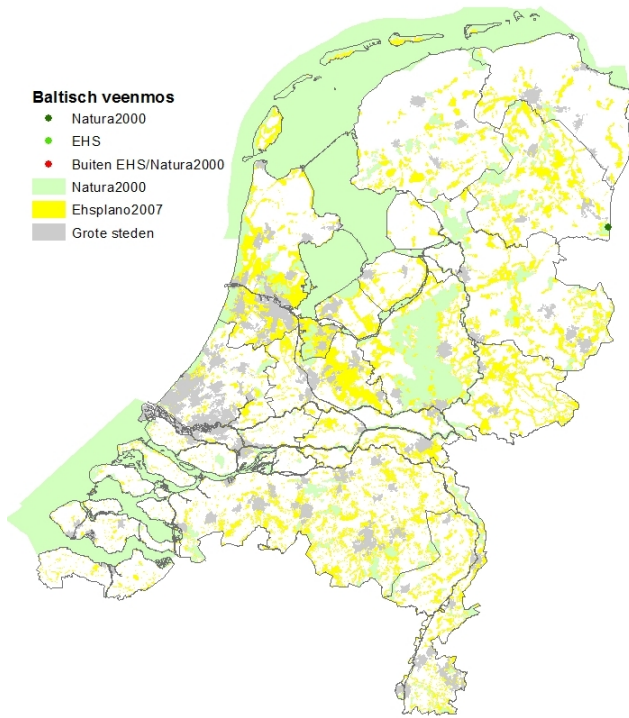 Baltisch veenmos
Natura2000
EHS
Buiten EHS/Natura2000
Natura2000
Ehsplano2007
Grote steden